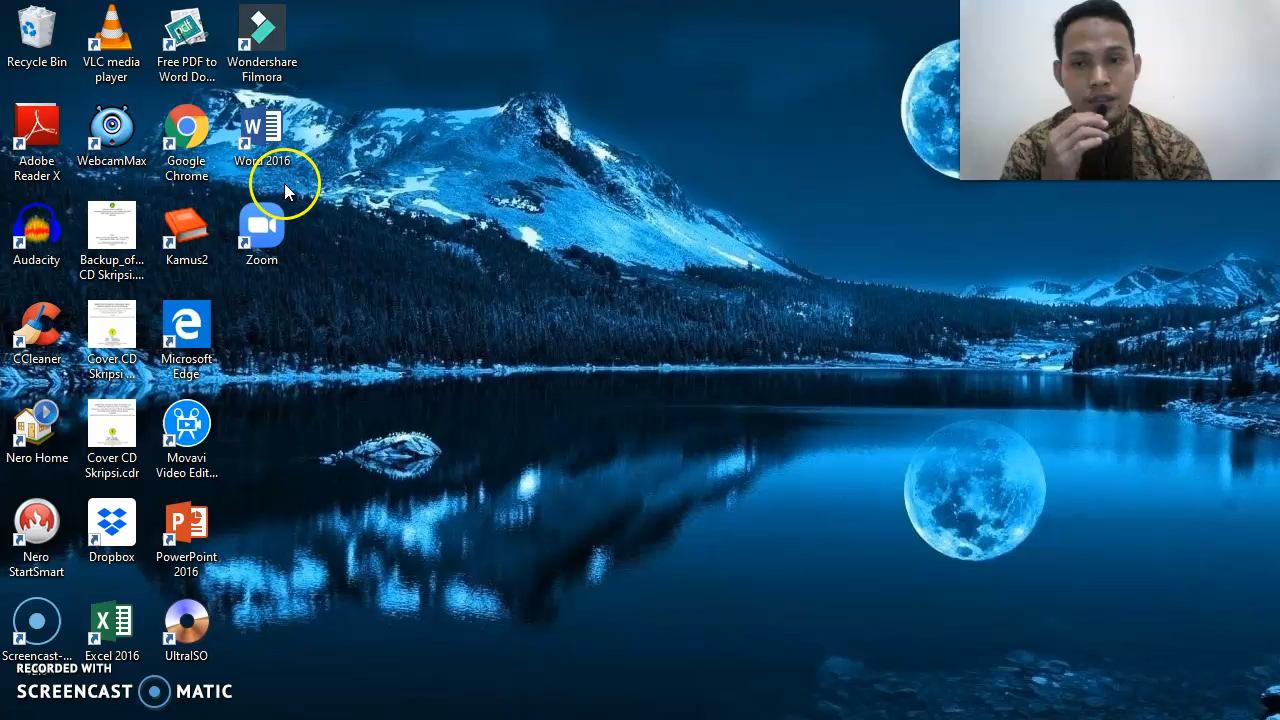 Recycle Bin
VLC media
player
Free PDF to
Word Do...
Wondershare
Filmora
Adobe
Reader X
WebcamMax
Google
Chrome
Word 2016
Audacity
Backup_of...
CD Skripsi....
Kamus2
Zoom
CCleaner
Cover CD
Skripsi ...
Microsoft
Edge
Nero Home
Cover CD
Skripsi.cdr
Movavi
Video Edit...
Nero
StartSmart
Dropbox
PowerPoint
2016
Screencast-...
Excel 2016
UltraISO
RECORDED WITH
SCREENCAST MATIC